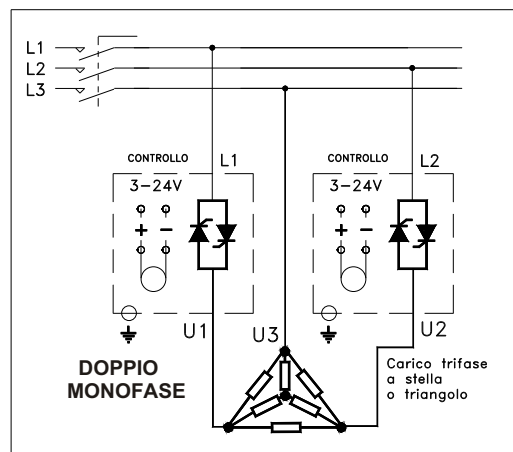 L1
L2
L3
CONTROLLO L1
3-24V
+ -
CONTROLLO L2
3-24V
+ -
U1 U3 U2
DOPPIO
MONOFASE
Carico trifase
a stella
o triangolo